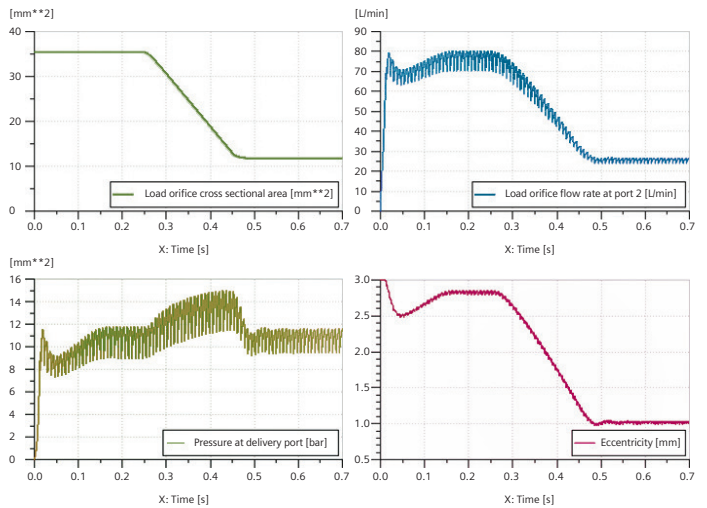 [mm**2]
40
30
20
10
0
Load orifice cross sectional area [mm**2]
0.0 0.1 0.2 0.3 0.4 0.5 0.6 0.7
X: Time [s]
[L/min]
90
80
70
60
50
40
30
20
10
0
Load orifice flow rate at port 2 [L/min]
0.0 0.1 0.2 0.3 0.4 0.5 0.6 0.7
X: Time [s]
[mm**2]
16
14
12
10
8
6
4
2
0
Pressure at delivery port [bar]
0.0 0.1 0.2 0.3 0.4 0.5 0.6 0.7
X: Time [s]
3.0
2.5
2.0
1.5
1.0
0.5
Eccentricity [mm]
0.0 0.1 0.2 0.3 0.4 0.5 0.6 0.7
X: Time [s]